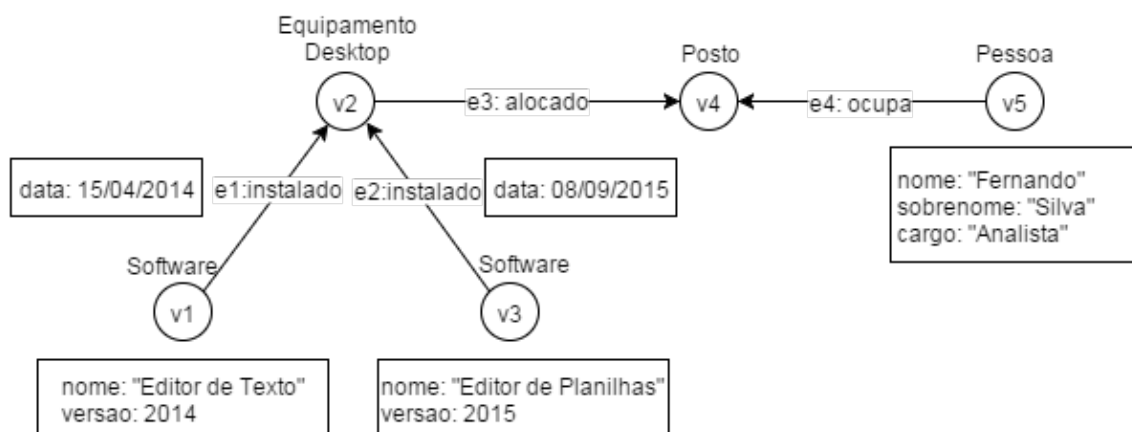 Equipamento
Desktop
Posto
Pessoa
v2
e3: alocado
v4
e4: ocupa
v5
data: 15/04/2014
e1:instalado
e2:instalado
data: 08/09/2015
nome: "Fernando"
sobrenome: "Silva"
cargo: "Analista"
Software
Software
v1
v3
nome: "Editor de Texto"
versao: 2014
nome: "Editor de Planilhas"
versao: 2015